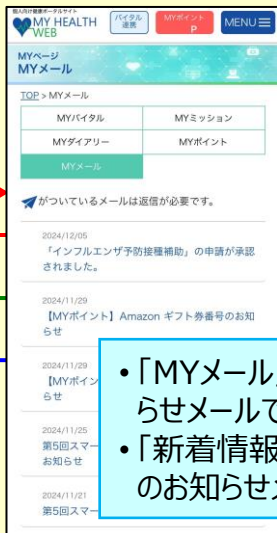 個人向け健康ポータルサイト
MY HEALTH
WEB
バイタル
連携
MYポイント
P
MENU
MYページ
MYメール
TOP > MYメール
MYバイタル
MYミッション
MYダイアリー
MYポイント
MYメール
がついているメールは返信が必要です。
2024/12/05
「インフルエンザ予防接種補助」の申請が承認
されました。
2024/11/29
【MYポイント】Amazon ギフト券番号のお知
らせ
2024/11/29
【MYポイン
らせ
2024/11/25
第5回スマー
お知らせ
2024/11/21
第5回スマー
•「MYメール」
らせメールで
•「新着情報
のお知らせ